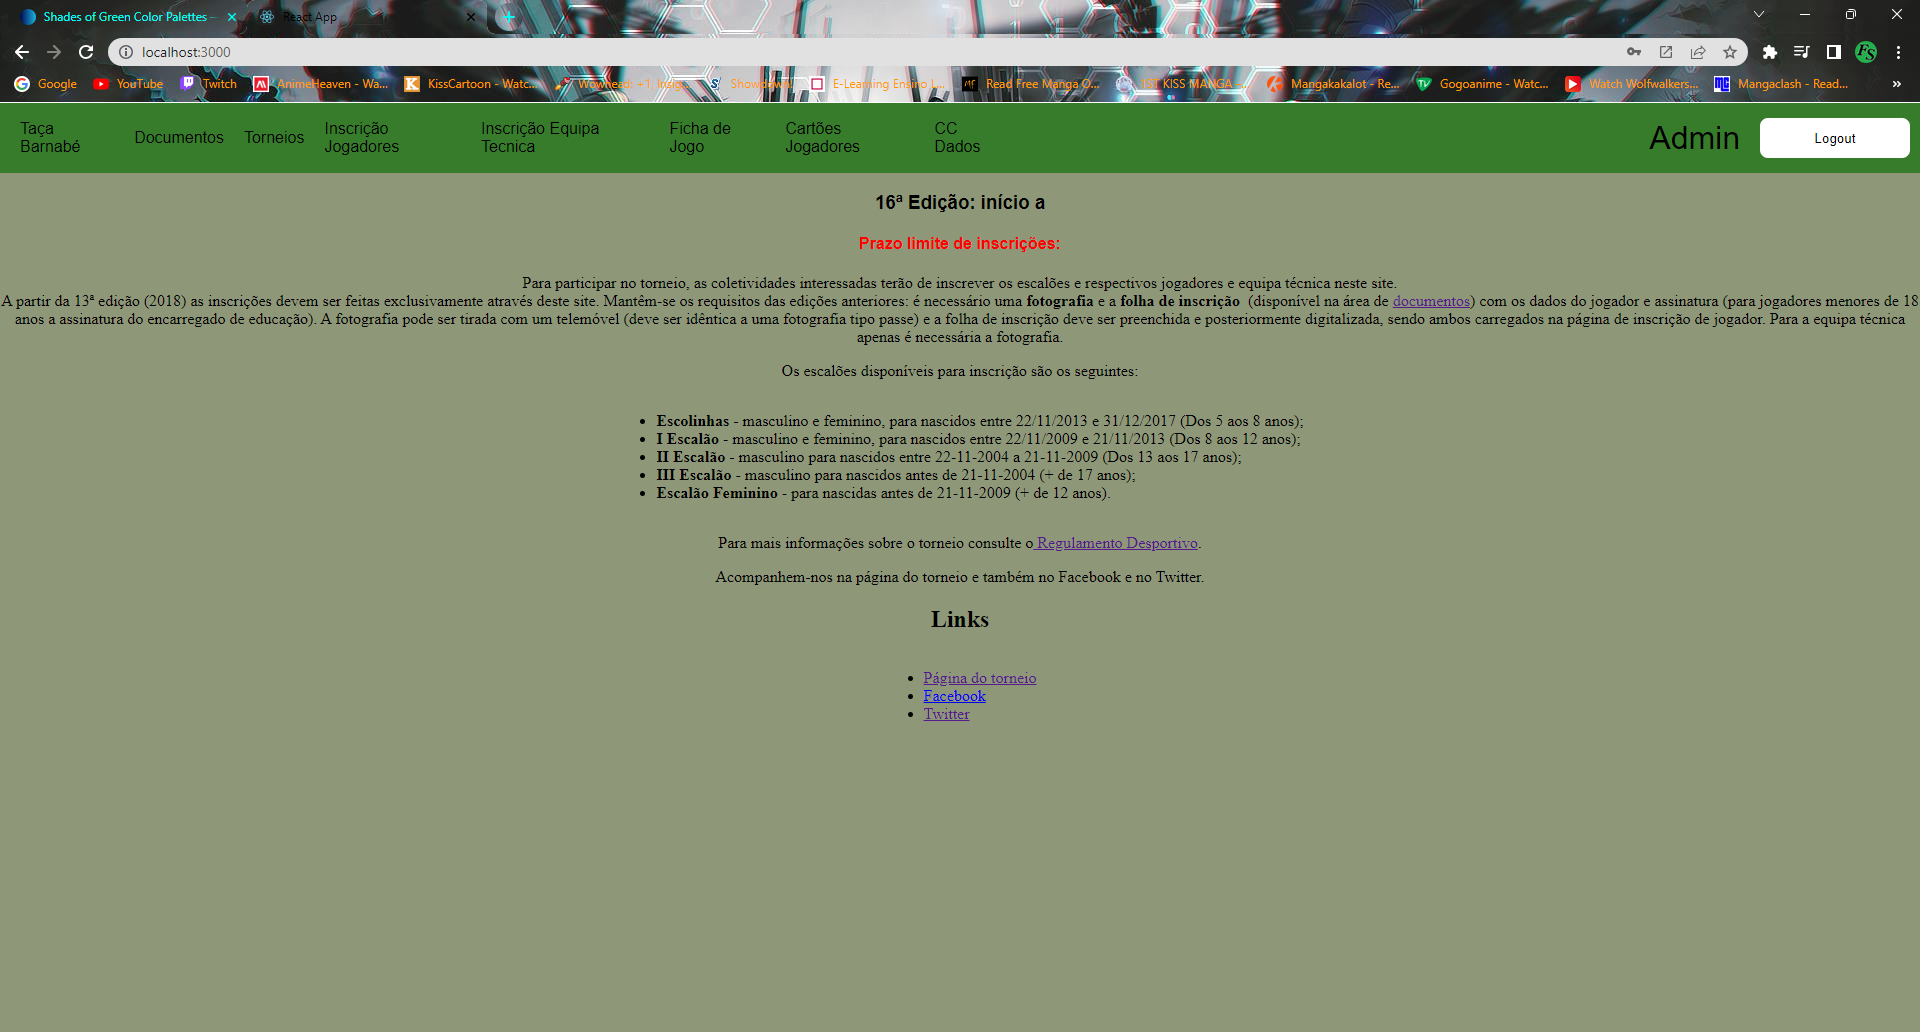 Shades of Green Color Palettes
React App
localhost:3000
Google YouTube Twitch AnimeHeaven - Wa... KissCartoon - Watc... Wowhead: +1, Insig... Showdown! E-Learning Ensino I... Read Free Manga O... 1ST KISS MANGA - Mangakakalot - Re... Gogoanime - Watc... Watch Wolfwalkers... Mangaclash - Read... »
Taça Barnabé
Documentos
Torneios
Inscrição Jogadores
Inscrição Equipa Tecnica
Ficha de Jogo
Cartões Jogadores
CC Dados
Admin
Logout
16ª Edição: início a
Prazo limite de inscrições:
Para participar no torneio, as coletividades interessadas terão de inscrever os escalões e respectivos jogadores e equipa técnica neste site.
A partir da 13ª edição (2018) as inscrições devem ser feitas exclusivamente através deste site. Mantêm-se os requisitos das edições anteriores: é necessário uma fotografia e a folha de inscrição (disponível na área de documentos) com os dados do jogador e assinatura (para jogadores menores de 18
anos a assinatura do encarregado de educação). A fotografia pode ser tirada com um telemóvel (deve ser idêntica a uma fotografia tipo passe) e a folha de inscrição deve ser preenchida e posteriormente digitalizada, sendo ambos carregados na página de inscrição de jogador. Para a equipa técnica
apenas é necessária a fotografia.
Os escalões disponíveis para inscrição são os seguintes:
• Escolinhas - masculino e feminino, para nascidos entre 22/11/2013 e 31/12/2017 (Dos 5 aos 8 anos);
• I Escalão - masculino e feminino, para nascidos entre 22/11/2009 e 21/11/2013 (Dos 8 aos 12 anos);
• II Escalão - masculino para nascidos entre 22-11-2004 a 21-11-2009 (Dos 13 aos 17 anos);
• III Escalão - masculino para nascidos antes de 21-11-2004 (+ de 17 anos);
• Escalão Feminino - para nascidas antes de 21-11-2009 (+ de 12 anos).
Para mais informações sobre o torneio consulte o Regulamento Desportivo.
Acompanhem-nos na página do torneio e também no Facebook e no Twitter.
Links
• Página do torneio
• Facebook
• Twitter